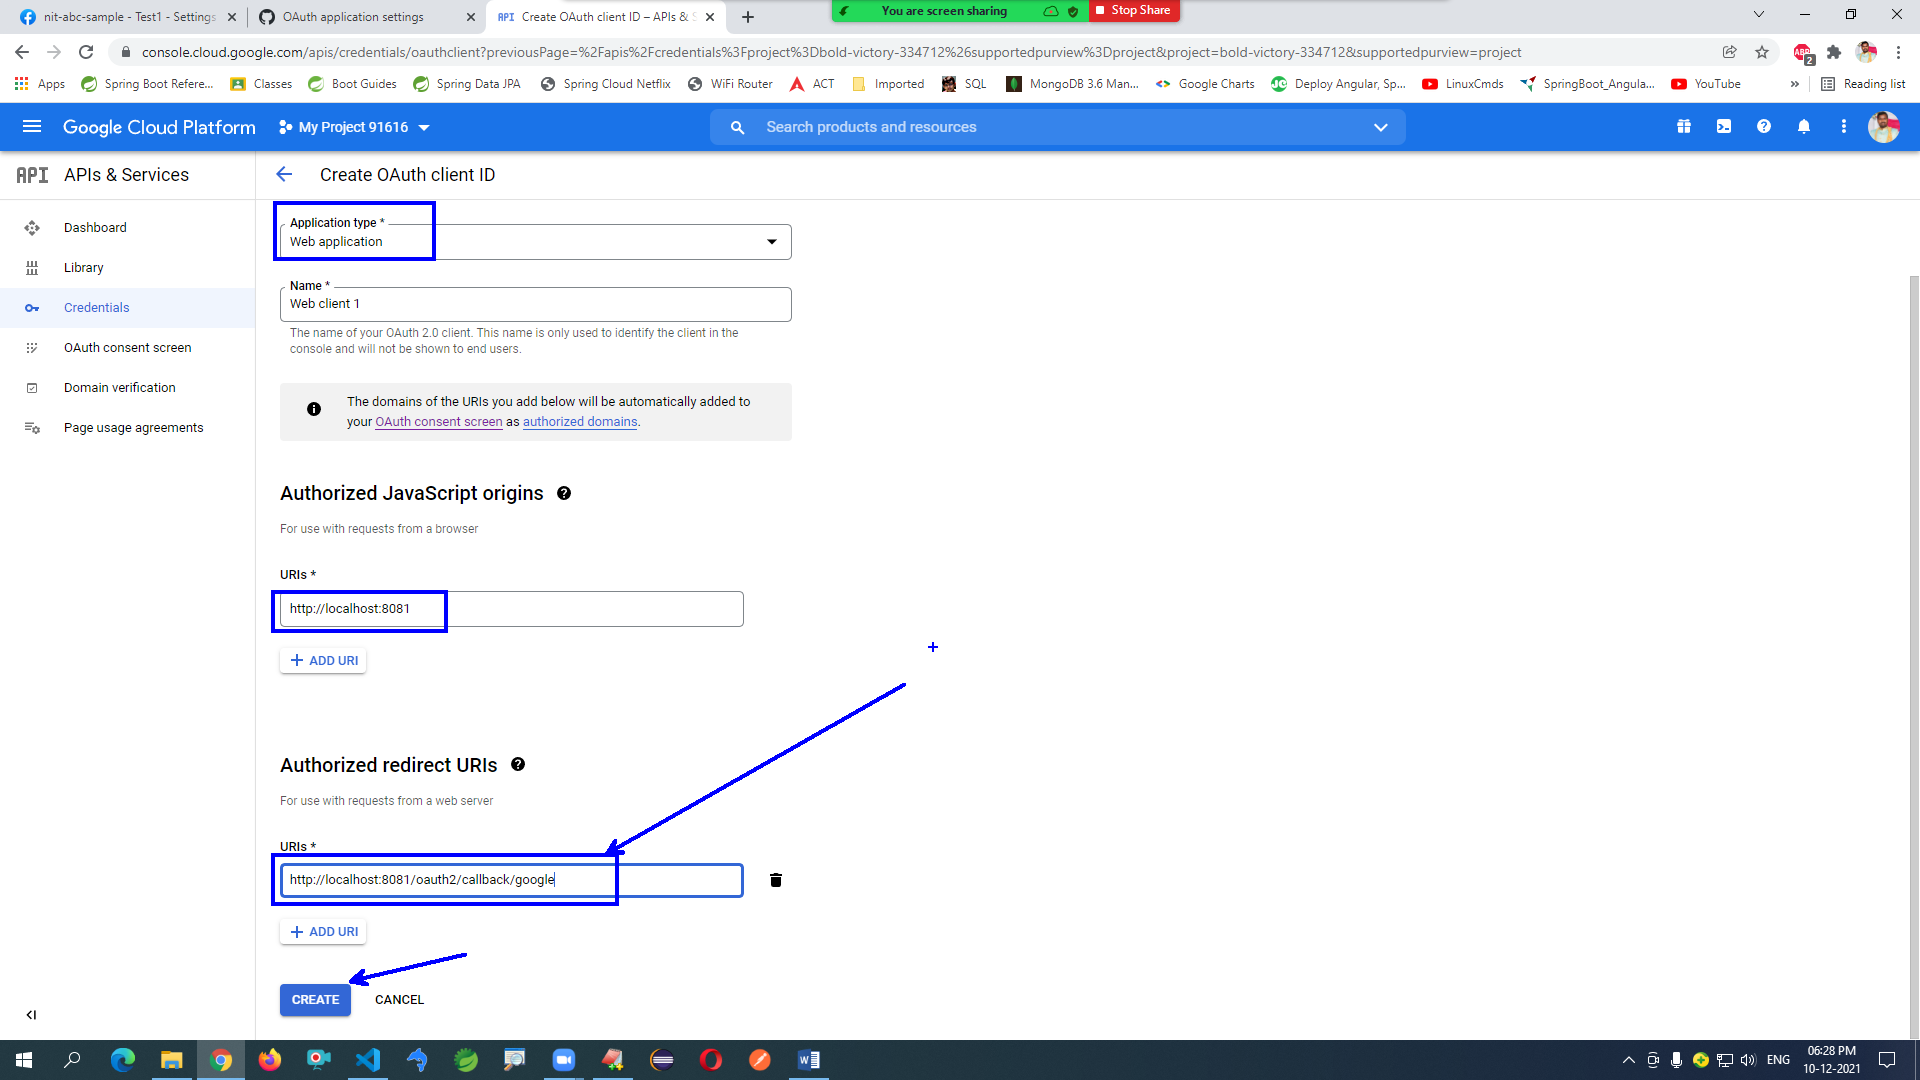 nit-abc-sample - Test1 - Settings
OAuth application settings
API Create OAuth client ID – APIs & S
You are screen sharing
Stop Share
console.cloud.google.com/apis/credentials/oauthclient?previousPage=%2Fapis%2Fcredentials%3Fproject%3Dbold-victory-334712%26supportedpurview%3Dproject&project=bold-victory-334712&supportedpurview=project
ABP
2
Apps
Spring Boot Refere...
Classes
Boot Guides
Spring Data JPA
Spring Cloud Netflix
WiFi Router
ACT
Imported
SQL
MongoDB 3.6 Man...
Google Charts
Deploy Angular, Sp...
LinuxCmds
SpringBoot_Angula...
YouTube
»
Reading list
Google Cloud Platform
My Project 91616
Search products and resources
API APIs & Services
Create OAuth client ID
Dashboard
Library
Credentials
OAuth consent screen
Domain verification
Page usage agreements
Application type *
Web application
Name *
Web client 1
The name of your OAuth 2.0 client. This name is only used to identify the client in the
console and will not be shown to end users.
The domains of the URIs you add below will be automatically added to
your OAuth consent screen as authorized domains.
Authorized JavaScript origins
For use with requests from a browser
URIs *
http://localhost:8081
+ ADD URI
Authorized redirect URIs
For use with requests from a web server
URIs *
http://localhost:8081/oauth2/callback/google
+ ADD URI
CREATE
CANCEL
ENG
06:28 PM
10-12-2021